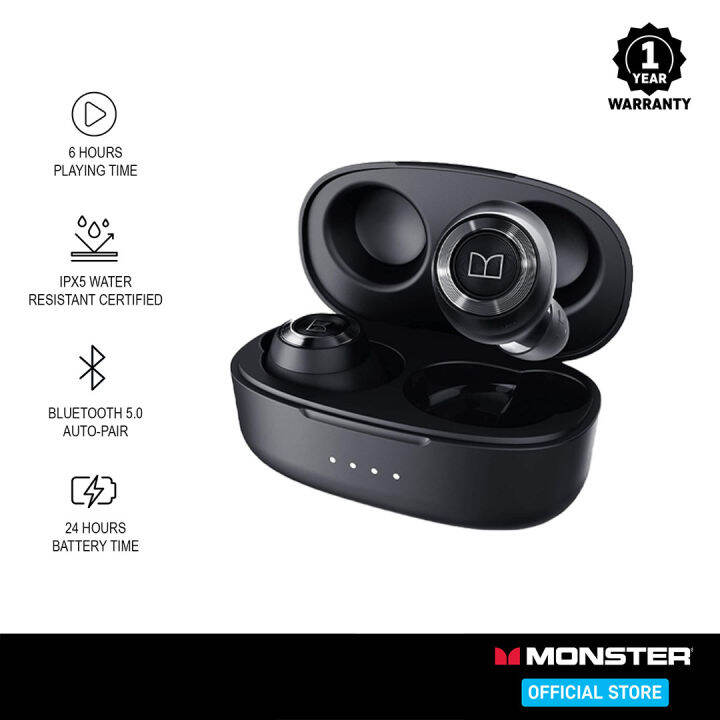 1
YEAR
WARRANTY
6 HOURS
PLAYING TIME
IPX5 WATER
RESISTANT CERTIFIED
BLUETOOTH 5.0
AUTO-PAIR
24 HOURS
BATTERY TIME
MONSTER
OFFICIAL STORE